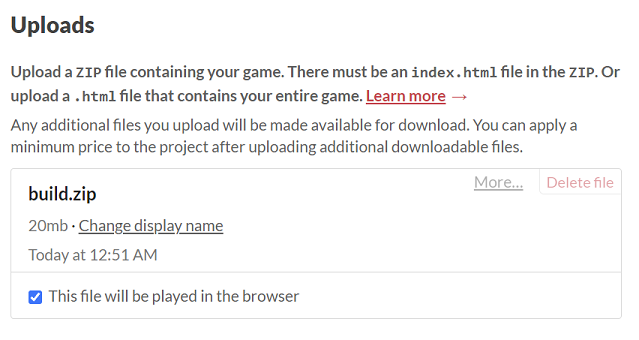 Uploads
Upload a ZIP file containing your game. There must be an index.html file in the ZIP. Or
upload a .html file that contains your entire game. Learn more →
Any additional files you upload will be made available for download. You can apply a
minimum price to the project after uploading additional downloadable files.
More... Delete file
build.zip
20mb · Change display name
Today at 12:51 AM
This file will be played in the browser